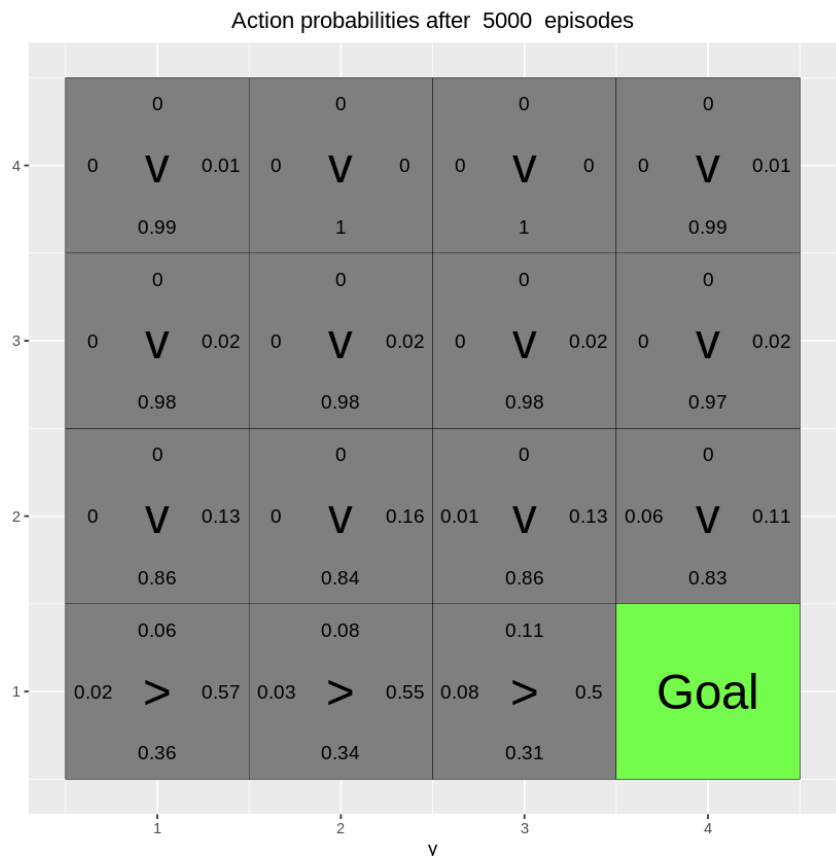 Action probabilities after 5000 episodes
0 0 0 0
4 0 V 0.01 0 V 0 0 V 0 0 V 0.01
0.99 1 1 0.99
0 0 0 0
3 0 V 0.02 0 V 0.02 0 V 0.02 0 V 0.02
0.98 0.98 0.98 0.97
0 0 0 0
2 0 V 0.13 0 V 0.16 0.01 V 0.13 0.06 V 0.11
0.86 0.84 0.86 0.83
0.06 0.08 0.11
1 0.02 > 0.57 0.03 > 0.55 0.08 > 0.5 Goal
0.36 0.34 0.31
1 2 3 4